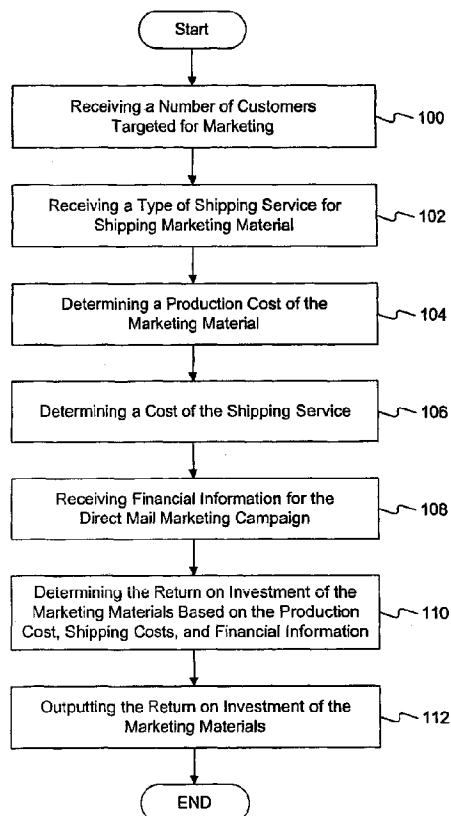 Start
Receiving a Number of Customers
Targeted for Marketing
100
Receiving a Type of Shipping Service for
Shipping Marketing Material
102
Determining a Production Cost of the
Marketing Material
104
Determining a Cost of the Shipping Service
106
Receiving Financial Information for the
Direct Mail Marketing Campaign
108
Determining the Return on Investment of the
Marketing Materials Based on the Production
Cost, Shipping Costs, and Financial Information
110
Outputting the Return on Investment of the
Marketing Materials
112
END